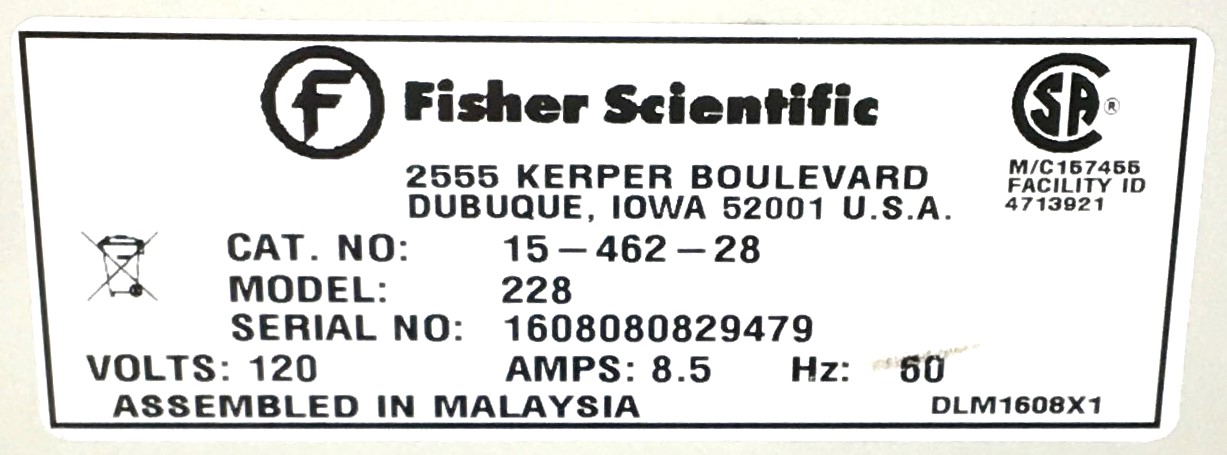 F Fisher Scientific
SA ®
M/C157455
FACILITY ID
4713921
2555 KERPER BOULEVARD
DUBUQUE, IOWA 52001 U.S.A.
CAT. NO: 15-462-28
MODEL: 228
SERIAL NO: 1608080829479
VOLTS: 120 AMPS: 8.5 Hz: 60
ASSEMBLED IN MALAYSIA DLM1608X1